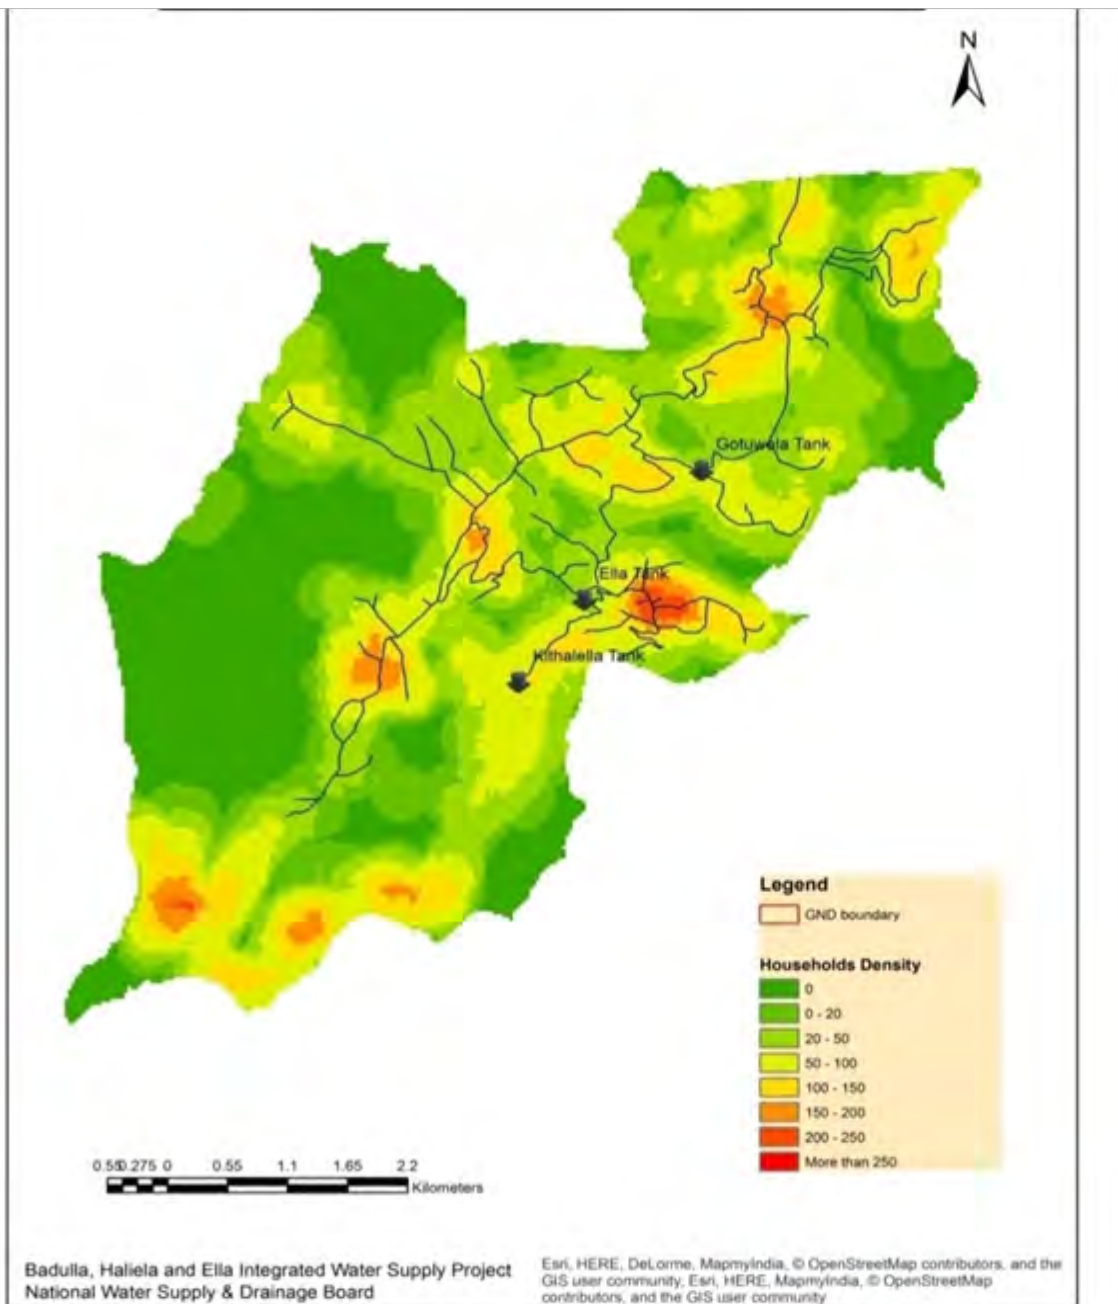 N
Gotuwela Tank
Ella Tank
Kithalella Tank
Legend
GND boundary
Households Density
0
0 - 20
20 - 50
50 - 100
100 - 150
150 - 200
200 - 250
More than 250
0.55 0.275 0 0.55 1.1 1.65 2.2
Kilometers
Badulla, Haliela and Ella Integrated Water Supply Project
National Water Supply & Drainage Board
Esri, HERE, DeLorme, MapmyIndia, © OpenStreetMap contributors, and the
GIS user community, Esri, HERE, MapmyIndia, © OpenStreetMap
contributors, and the GIS user community